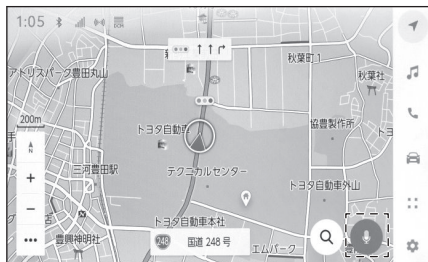 1:05
DCM
秋葉町1
アドリスパーク豊田丸山
秋葉社
200m
トヨタ自動車
協豊製作所
N
三河豊田駅
テクニカルセンター
トヨタ自動車外山
トヨタ自動車本社
豊興神明社
248
国道 248 号
エムパーク